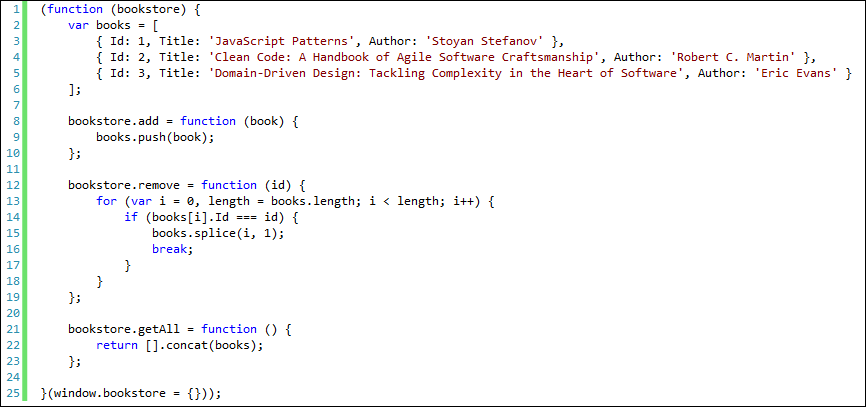 1 (function (bookstore) {
2     var books = [
3         { Id: 1, Title: 'JavaScript Patterns', Author: 'Stoyan Stefanov' },
4         { Id: 2, Title: 'Clean Code: A Handbook of Agile Software Craftsmanship', Author: 'Robert C. Martin' },
5         { Id: 3, Title: 'Domain-Driven Design: Tackling Complexity in the Heart of Software', Author: 'Eric Evans' }
6     ];
7
8     bookstore.add = function (book) {
9         books.push(book);
10     };
11
12     bookstore.remove = function (id) {
13         for (var i = 0, length = books.length; i < length; i++) {
14             if (books[i].Id === id) {
15                 books.splice(i, 1);
16                 break;
17             }
18         }
19     };
20
21     bookstore.getAll = function () {
22         return [].concat(books);
23     };
24
25 }(window.bookstore = {}));